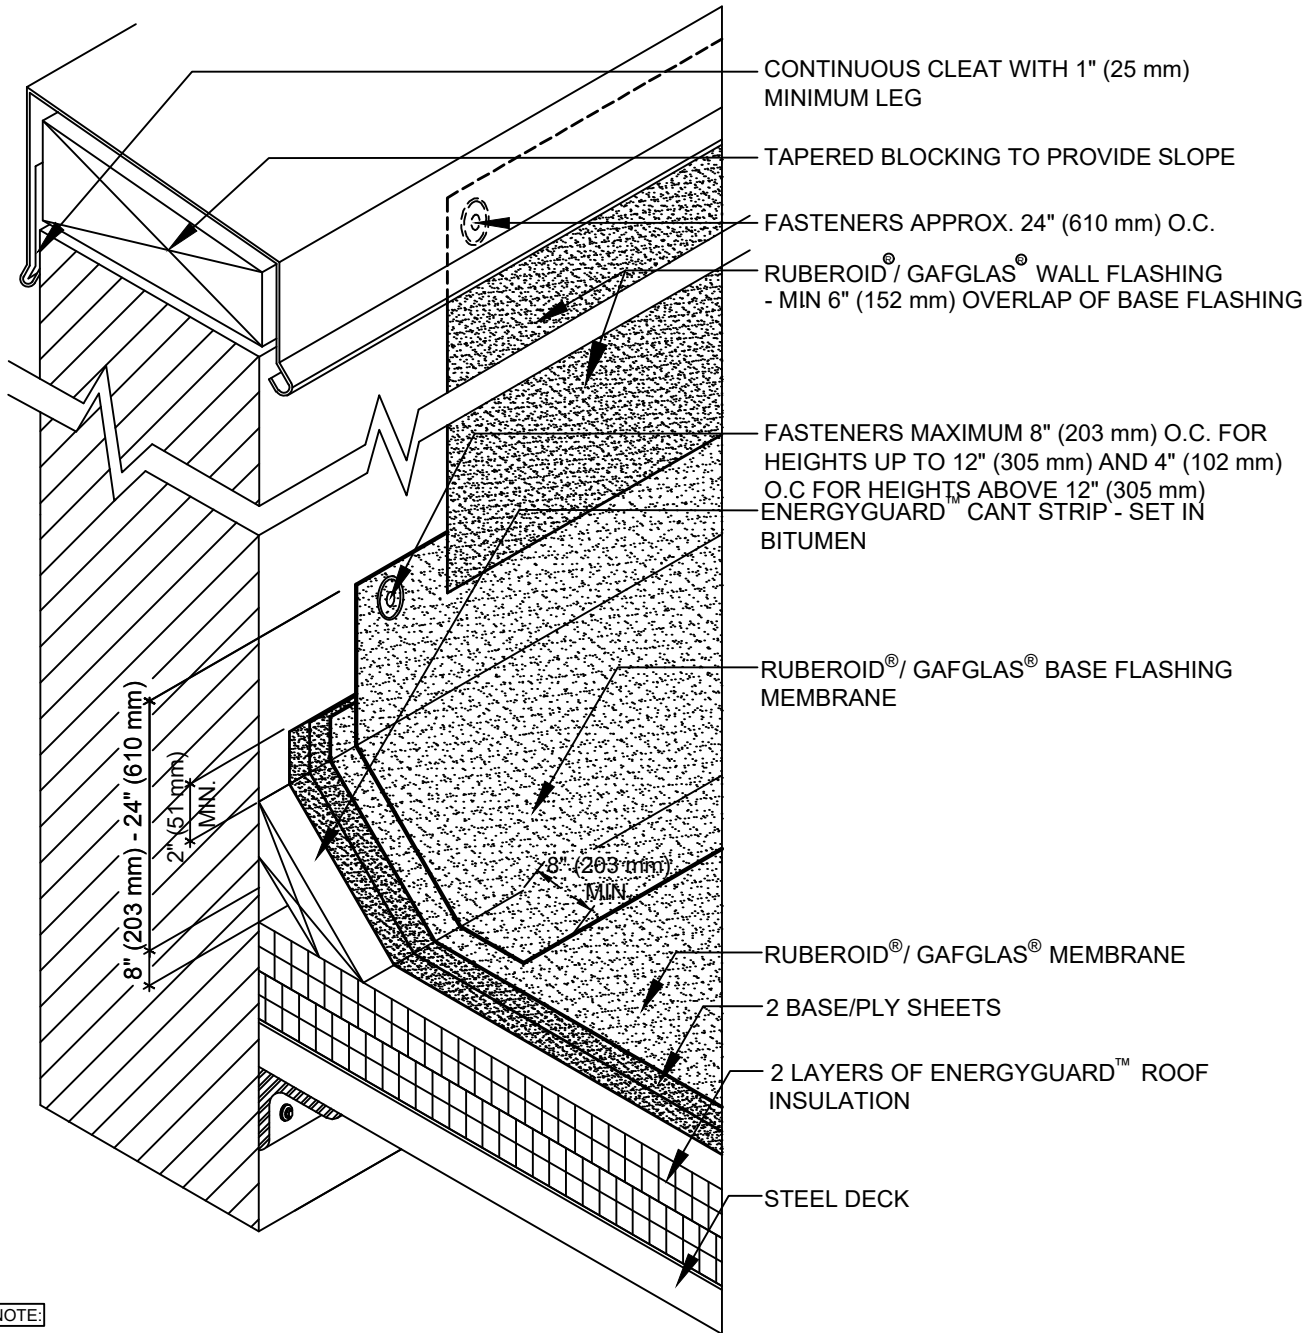 CONTINUOUS CLEAT WITH 1" (25 mm)
MINIMUM LEG
TAPERED BLOCKING TO PROVIDE SLOPE
FASTENERS APPROX. 24" (610 mm) O.C.
RUBEROID®/ GAFGLAS® WALL FLASHING
- MIN 6" (152 mm) OVERLAP OF BASE FLASHING
FASTENERS MAXIMUM 8" (203 mm) O.C. FOR
HEIGHTS UP TO 12" (305 mm) AND 4" (102 mm)
O.C FOR HEIGHTS ABOVE 12" (305 mm)
ENERGYGUARD™ CANT STRIP - SET IN
BITUMEN
RUBEROID®/ GAFGLAS® BASE FLASHING
MEMBRANE
8" (203 mm) - 24" (610 mm)
2" (51 mm)
MIN.
8" (203 mm)
MIN.
RUBEROID®/ GAFGLAS® MEMBRANE
2 BASE/PLY SHEETS
2 LAYERS OF ENERGYGUARD™ ROOF
INSULATION
STEEL DECK
NOTE: